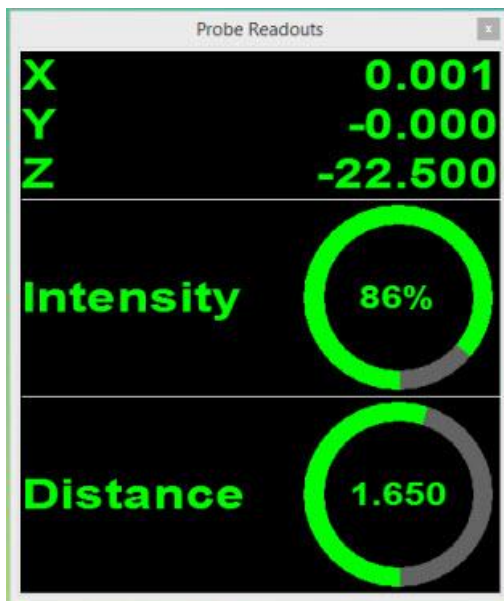 Probe Readouts x
X 0.001
Y -0.000
Z -22.500
Intensity 86%
Distance 1.650